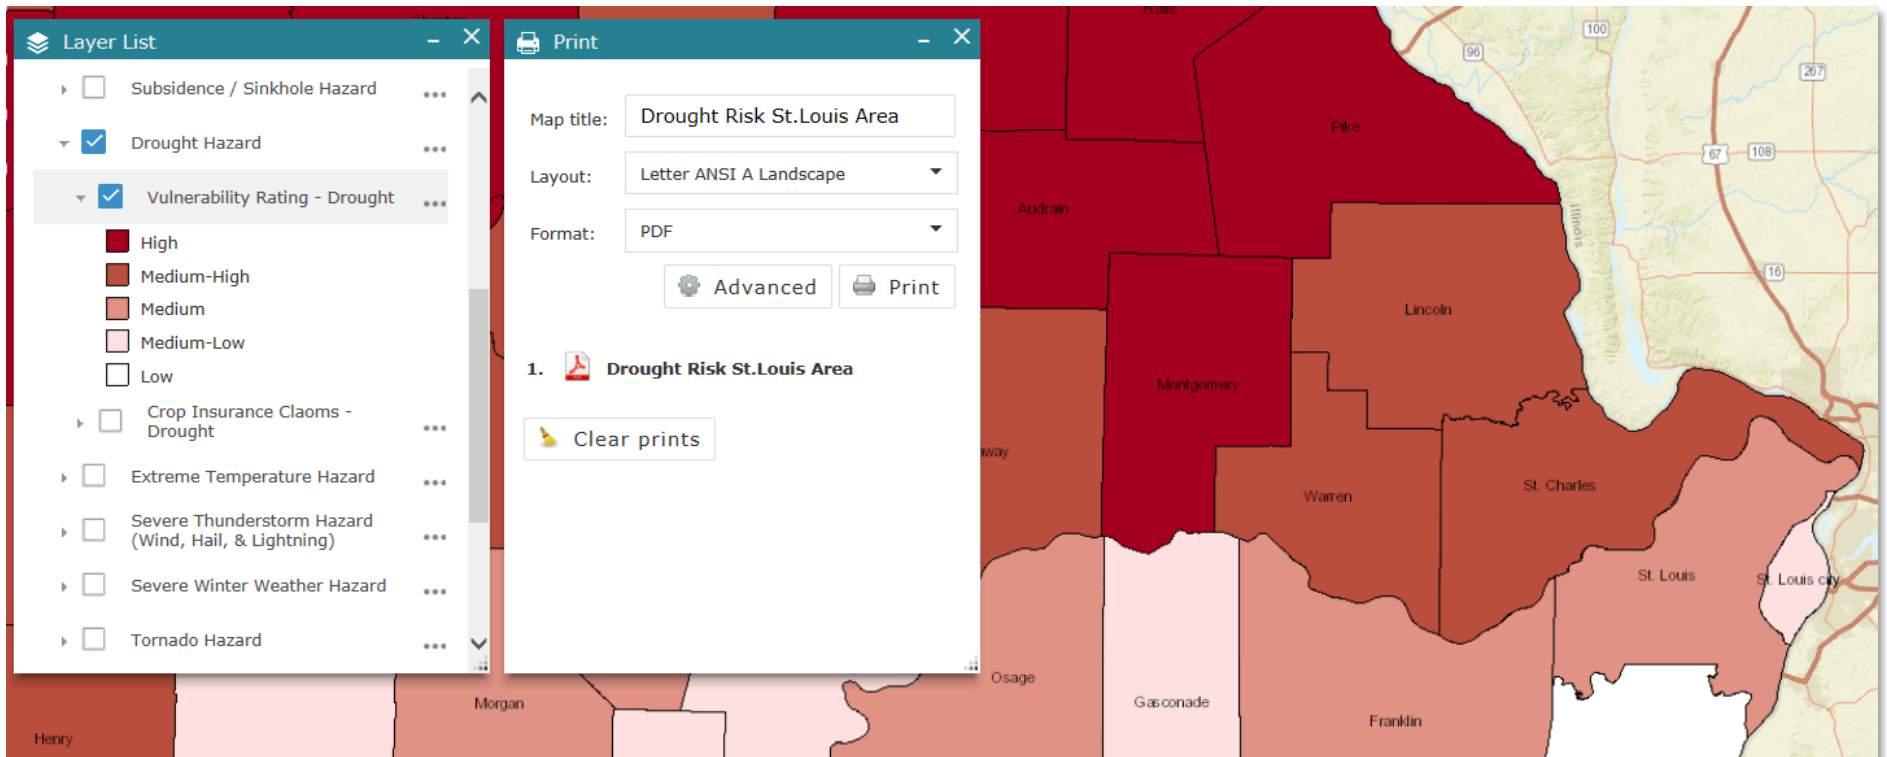 Layer List
Subsidence / Sinkhole Hazard
Drought Hazard
Vulnerability Rating - Drought
High
Medium-High
Medium
Medium-Low
Low
Crop Insurance Claoms -
Drought
Extreme Temperature Hazard
Severe Thunderstorm Hazard
(Wind, Hail, & Lightning)
Severe Winter Weather Hazard
Tornado Hazard
Print
Map title: Drought Risk St.Louis Area
Layout: Letter ANSI A Landscape
Format: PDF
Advanced
Print
1. Drought Risk St.Louis Area
Clear prints
100
96
267
Pike
67
108
Audrain
Illinois
16
Lincoln
Montgomery
way
Warren
St. Charles
St. Louis
St. Louis city
Osage
Gasconade
Morgan
Franklin
Henry